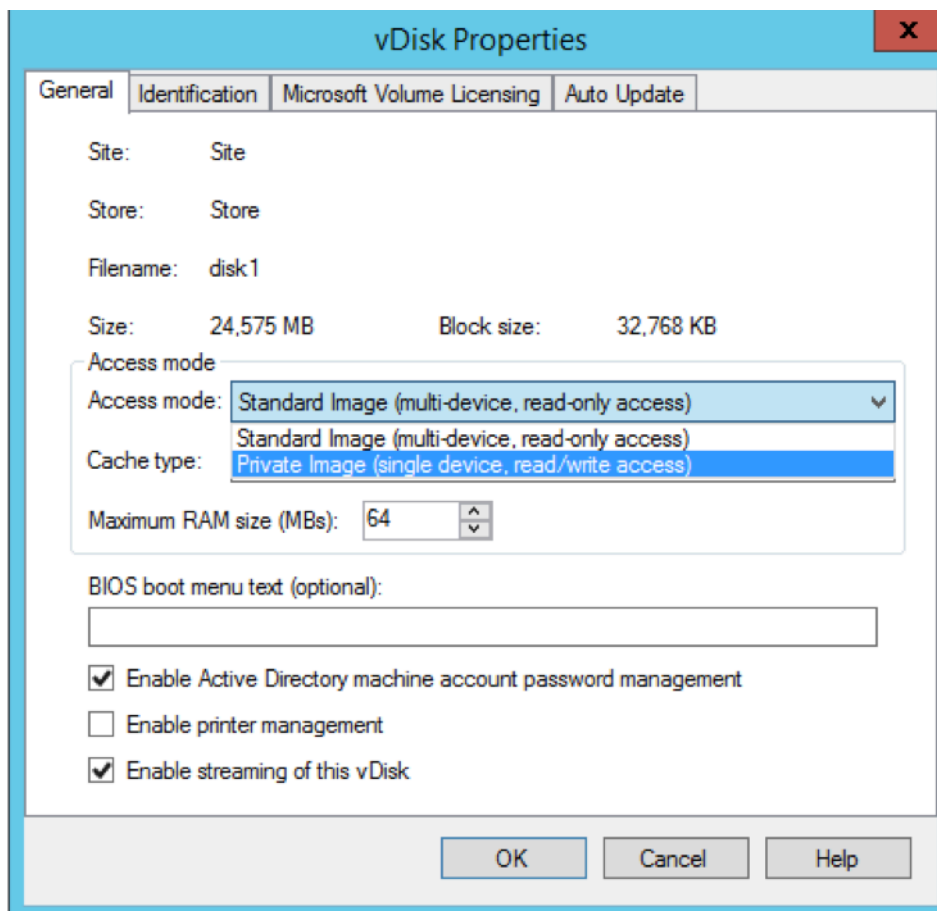 vDisk Properties
X
General Identification Microsoft Volume Licensing Auto Update
Site: Site
Store: Store
Filename: disk1
Size: 24,575 MB Block size: 32,768 KB
Access mode
Access mode: Standard Image (multi-device, read-only access)
Standard Image (multi-device, read-only access)
Cache type: Private Image (single device, read/write access)
Maximum RAM size (MBs): 64
BIOS boot menu text (optional):
Enable Active Directory machine account password management
Enable printer management
Enable streaming of this vDisk
OK Cancel Help